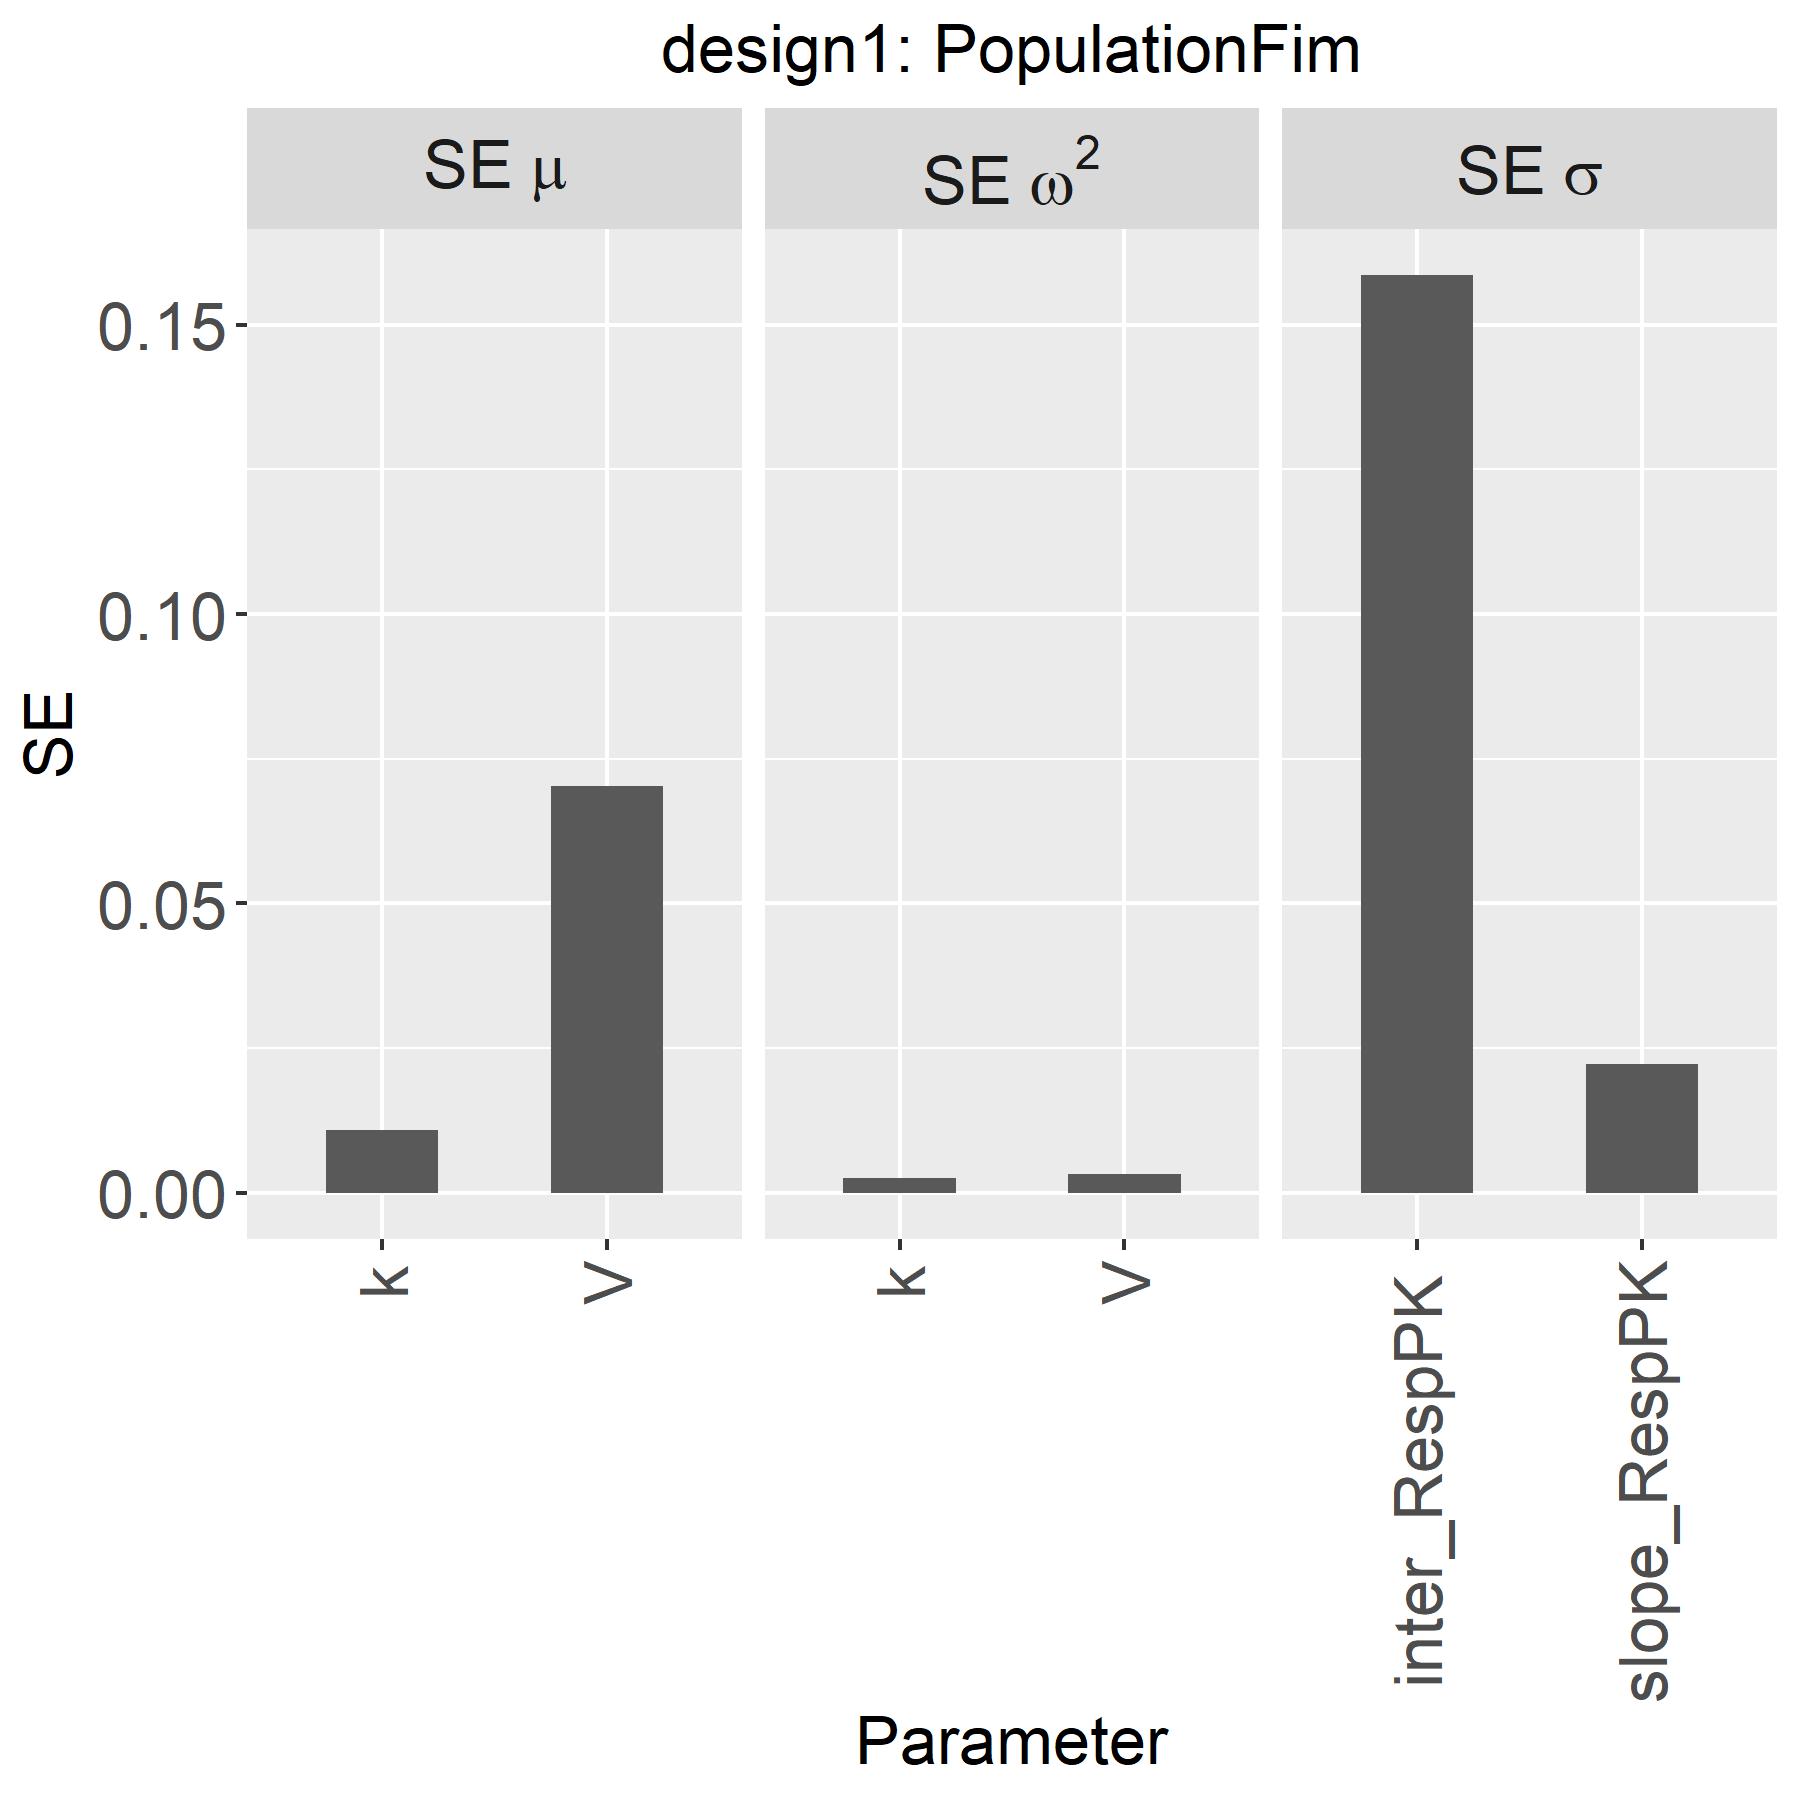 design1: PopulationFim
SE μ
SE ω²
SE σ
SE
0.15
0.10
0.05
0.00
k
V
k
V
inter_RespPK
slope_RespPK
Parameter